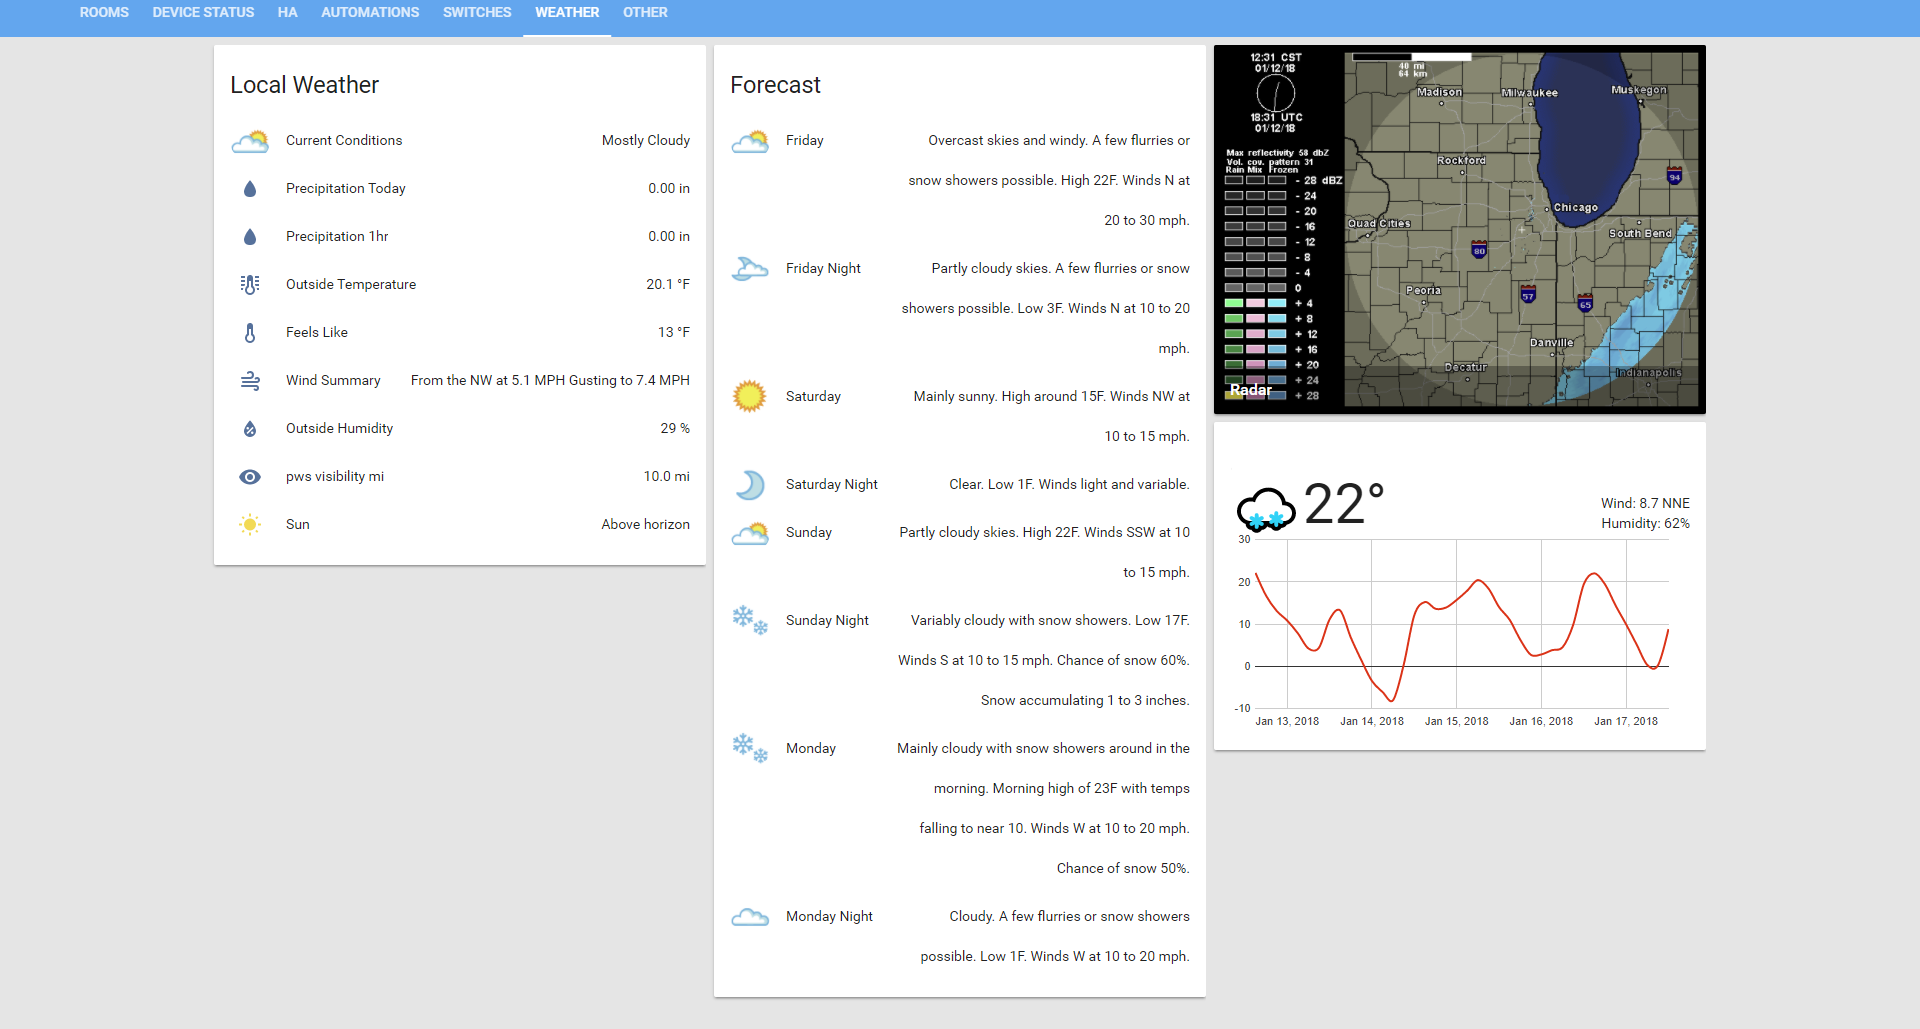 ROOMS DEVICE STATUS HA AUTOMATIONS SWITCHES WEATHER OTHER
Local Weather
Current Conditions Mostly Cloudy
Precipitation Today 0.00 in
Precipitation 1hr 0.00 in
Outside Temperature 20.1 °F
Feels Like 13 °F
Wind Summary From the NW at 5.1 MPH Gusting to 7.4 MPH
Outside Humidity 29 %
pws visibility mi 10.0 mi
Sun Above horizon
Forecast
Friday Overcast skies and windy. A few flurries or
snow showers possible. High 22F. Winds N at
20 to 30 mph.
Friday Night Partly cloudy skies. A few flurries or snow
showers possible. Low 3F. Winds N at 10 to 20
mph.
Saturday Mainly sunny. High around 15F. Winds NW at
10 to 15 mph.
Saturday Night Clear. Low 1F. Winds light and variable.
Sunday Partly cloudy skies. High 22F. Winds SSW at 10
to 15 mph.
Sunday Night Variably cloudy with snow showers. Low 17F.
Winds S at 10 to 15 mph. Chance of snow 60%.
Snow accumulating 1 to 3 inches.
Monday Mainly cloudy with snow showers around in the
morning. Morning high of 23F with temps
falling to near 10. Winds W at 10 to 20 mph.
Chance of snow 50%.
Monday Night Cloudy. A few flurries or snow showers
possible. Low 1F. Winds W at 10 to 20 mph.
12:31 CST
01/12/18
18:31 UTC
01/12/18
Max reflectivity 58 dbZ
Vol. cov. pattern 31
Rain Mix Frozen
- 28 dBZ
- 24
- 20
- 16
- 12
- 8
- 4
0
+ 4
+ 8
+ 12
+ 16
+ 20
+ 24
+ 28
Radar
40 mi
64 km
Madison
Milwaukee
Muskegon
Rockford
94
Chicago
Quad Cities
South Bend
80
Peoria
57
65
Danville
Decatur
Indianapolis
22°
Wind: 8.7 NNE
Humidity: 62%
30
20
10
0
-10
Jan 13, 2018 Jan 14, 2018 Jan 15, 2018 Jan 16, 2018 Jan 17, 2018